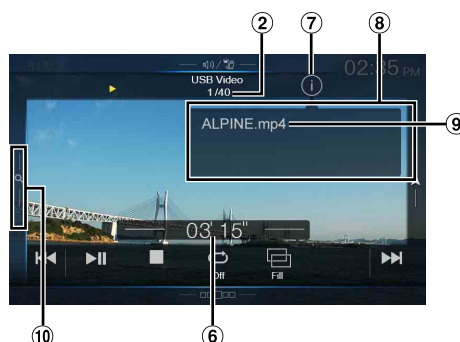 2 7 8
02:35 PM
USB Video
1/40
i
ALPINE.mp4
9
03' 15"
Off Fill
10 6